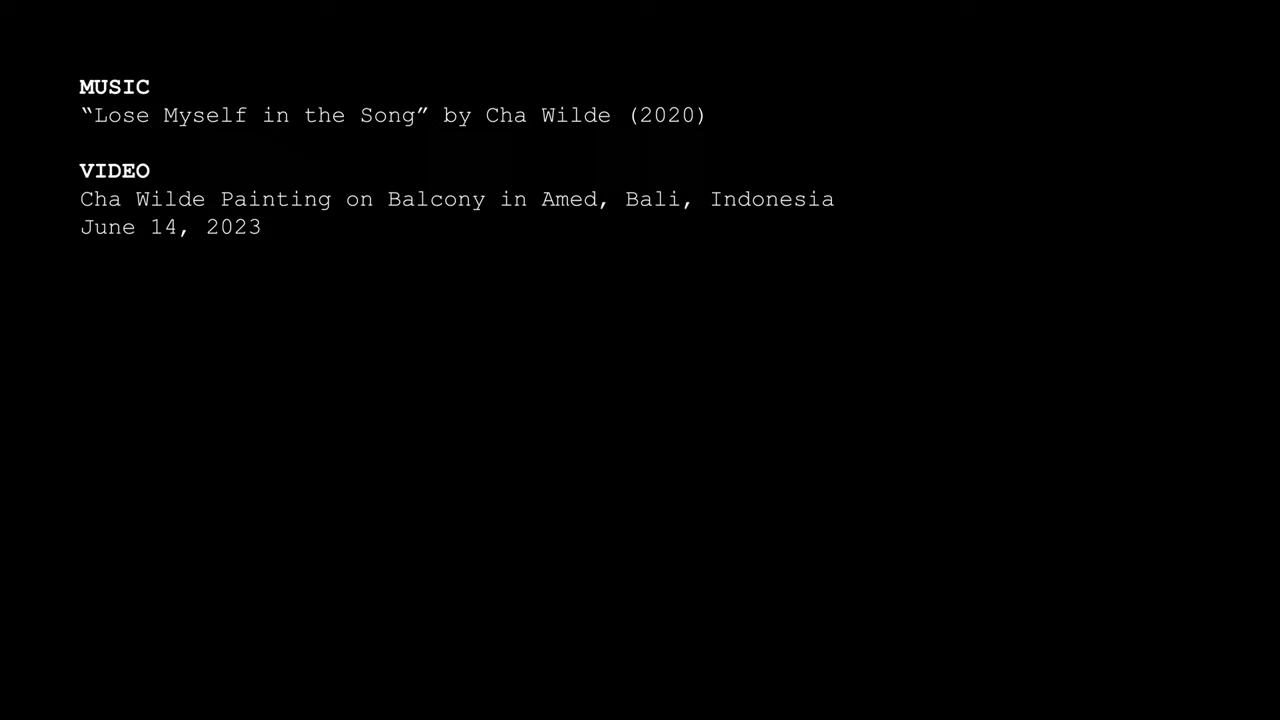 MUSIC
“Lose Myself in the Song” by Cha Wilde (2020)
VIDEO
Cha Wilde Painting on Balcony in Amed, Bali, Indonesia
June 14, 2023